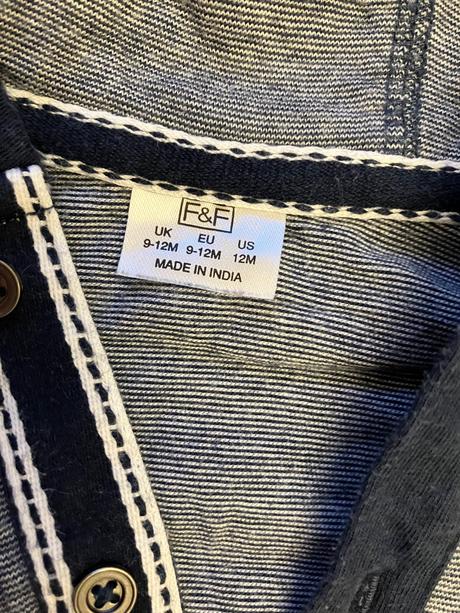 F&F
UK EU US
9-12M 9-12M 12M
MADE IN INDIA